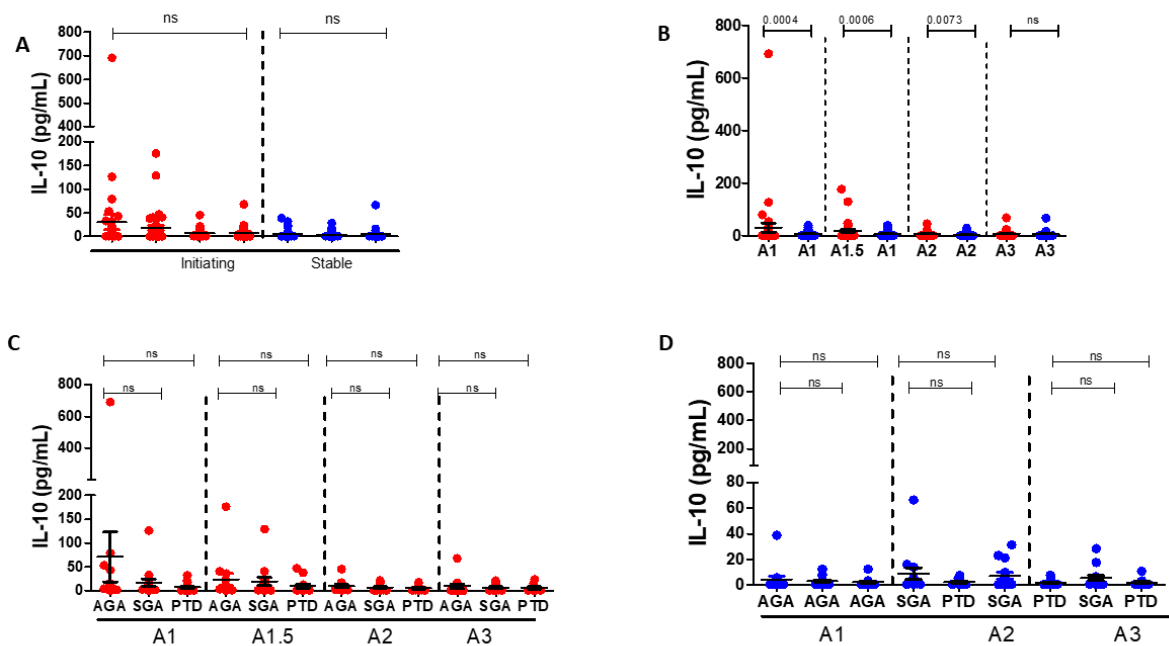 A
ns
ns
IL-10 (pg/mL)
800
700
600
500
400
200
150
100
50
0
Initiating
Stable
B
0.0004
0.0006
0.0073
ns
IL-10 (pg/mL)
800
600
400
200
0
A1 A1 A1.5 A1 A2 A2 A3 A3
C
ns ns ns ns
ns ns ns ns
IL-10 (pg/mL)
800
600
400
200
150
100
50
0
AGA SGA PTD AGA SGA PTD AGA SGA PTD AGA SGA PTD
A1 A1.5 A2 A3
D
ns ns ns
ns ns ns
IL-10 (pg/mL)
800
600
400
200
80
60
40
20
0
AGA AGA AGA SGA PTD SGA PTD SGA PTD
A1 A2 A3